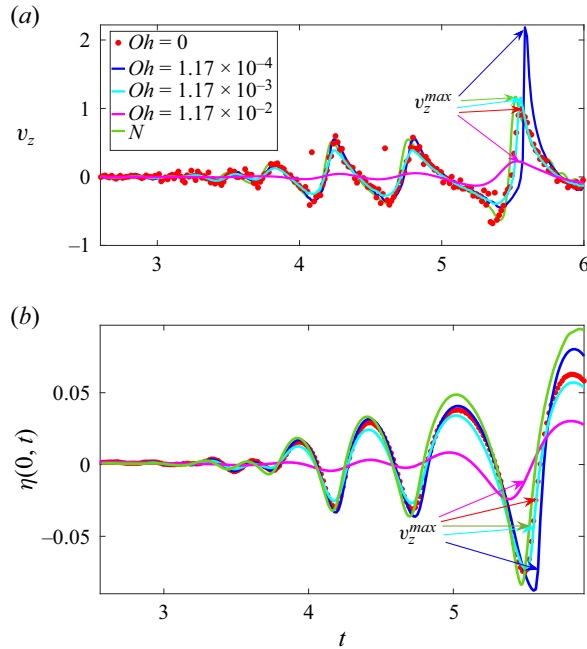 (a)
2
1
0
−1
v_z
Oh = 0
Oh = 1.17 × 10⁻⁴
Oh = 1.17 × 10⁻³
Oh = 1.17 × 10⁻²
N
v_z^max
3 4 5 6
(b)
0.05
0
−0.05
η(0, t)
v_z^max
3 4 5
t